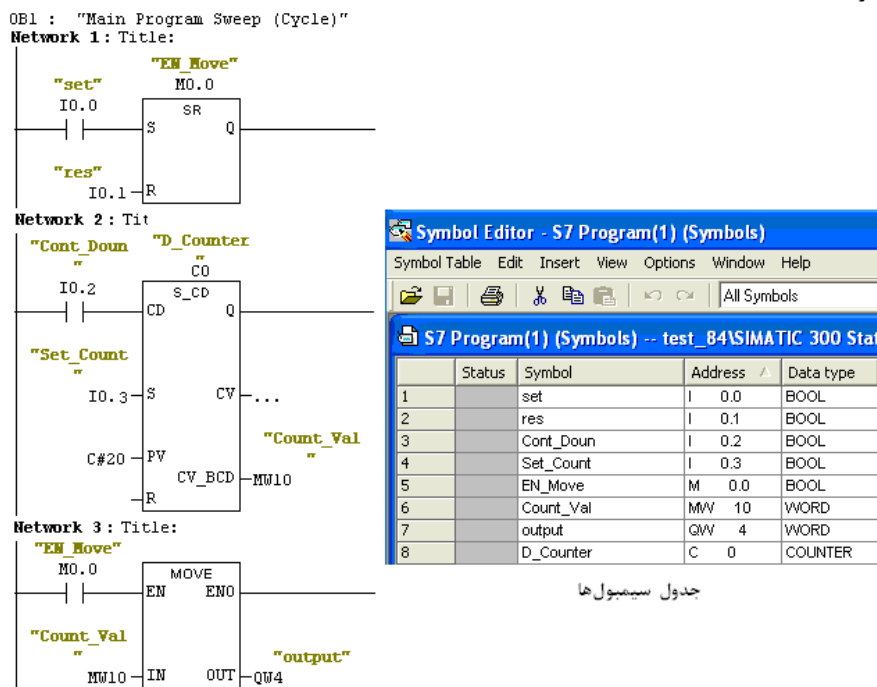 OB1 : "Main Program Sweep (Cycle)"
Network 1: Title:
"EN_Move"
"set"
M0.0
I0.0
SR
S
Q
"res"
I0.1
R
Network 2: Tit
"Cont_Doun
"
"D_Counter
"
C0
I0.2
S_CD
CD
Q
"Set_Count
"
I0.3
S
CV
...
"Count_Val
"
C#20
PV
CV_BCD
MW10
R
Network 3: Title:
"EN_Move"
M0.0
MOVE
EN
ENO
"Count_Val
"
"output"
MW10
IN
OUT
QW4
Symbol Editor - S7 Program(1) (Symbols)
Symbol Table Edit Insert View Options Window Help
All Symbols
S7 Program(1) (Symbols) -- test_84\SIMATIC 300 Stat
Status Symbol Address Data type
1 set I 0.0 BOOL
2 res I 0.1 BOOL
3 Cont_Doun I 0.2 BOOL
4 Set_Count I 0.3 BOOL
5 EN_Move M 0.0 BOOL
6 Count_Val MW 10 WORD
7 output QW 4 WORD
8 D_Counter C 0 COUNTER
جدول سیمبول‌ها